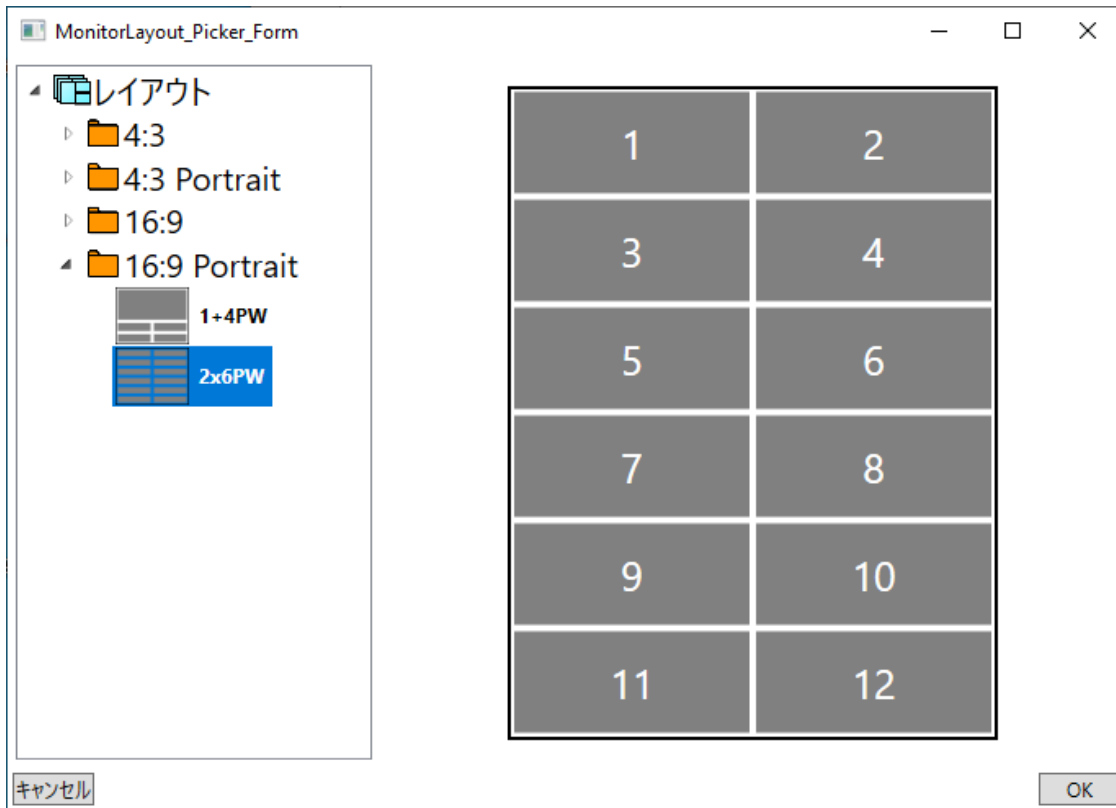 MonitorLayout_Picker_Form
レイアウト
4:3
4:3 Portrait
16:9
16:9 Portrait
1+4PW
2x6PW
1 2
3 4
5 6
7 8
9 10
11 12
キャンセル
OK